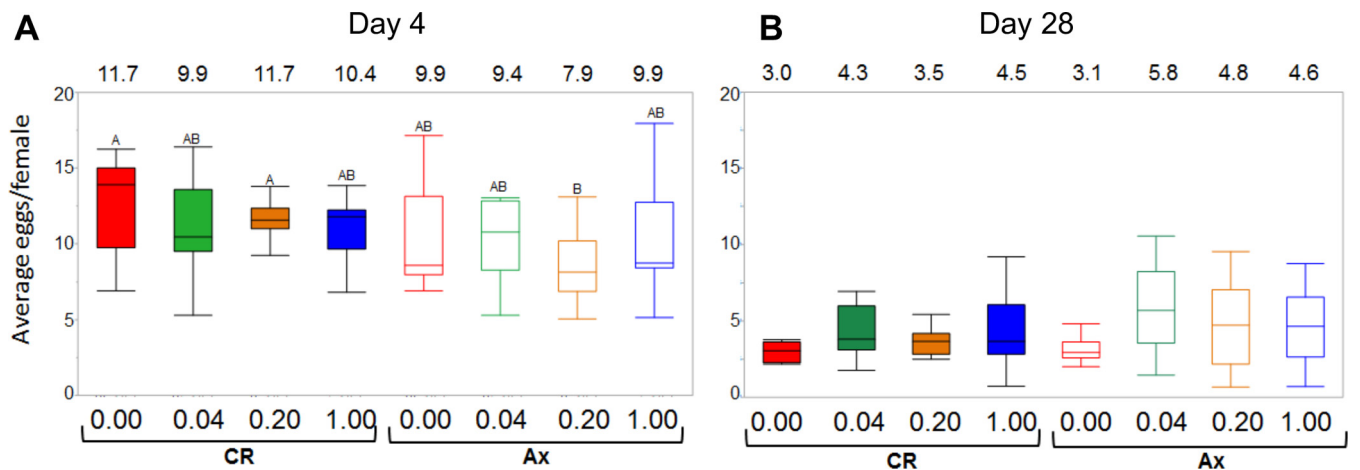 A Day 4
11.7 9.9 11.7 10.4 9.9 9.4 7.9 9.9
Average eggs/female
20
15
10
5
0
A AB A AB AB AB B AB
0.00 0.04 0.20 1.00 0.00 0.04 0.20 1.00
CR Ax
B Day 28
3.0 4.3 3.5 4.5 3.1 5.8 4.8 4.6
20
15
10
5
0
0.00 0.04 0.20 1.00 0.00 0.04 0.20 1.00
CR Ax